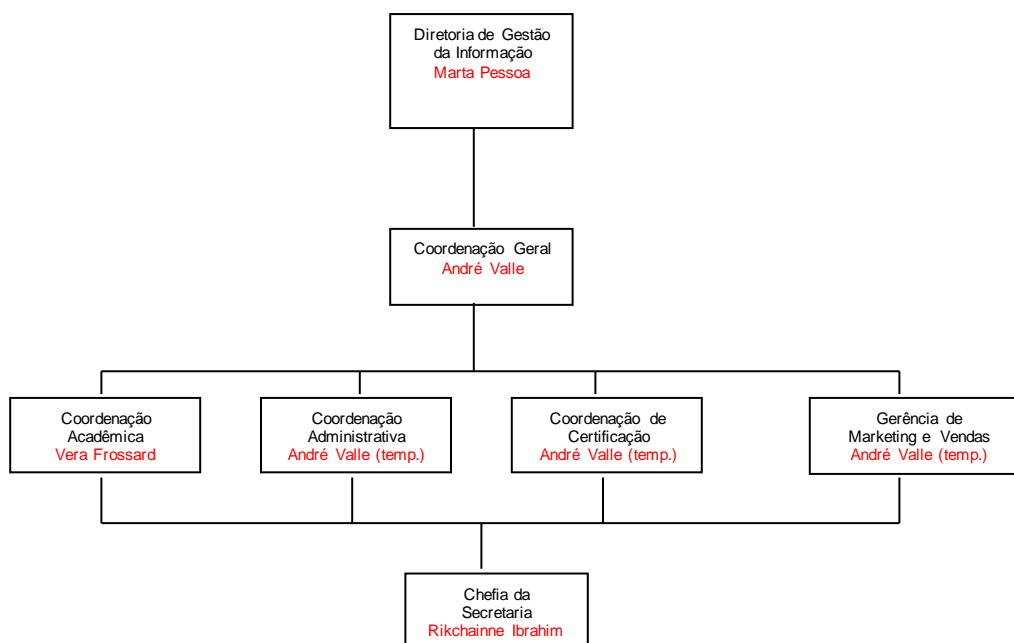 Diretoria de Gestão
da Informação
Marta Pessoa
Coordenação Geral
André Valle
Coordenação
Acadêmica
Vera Frossard
Coordenação
Administrativa
André Valle (temp.)
Coordenação de
Certificação
André Valle (temp.)
Gerência de
Marketing e Vendas
André Valle (temp.)
Chefia da
Secretaria
Rikchainne Ibrahim